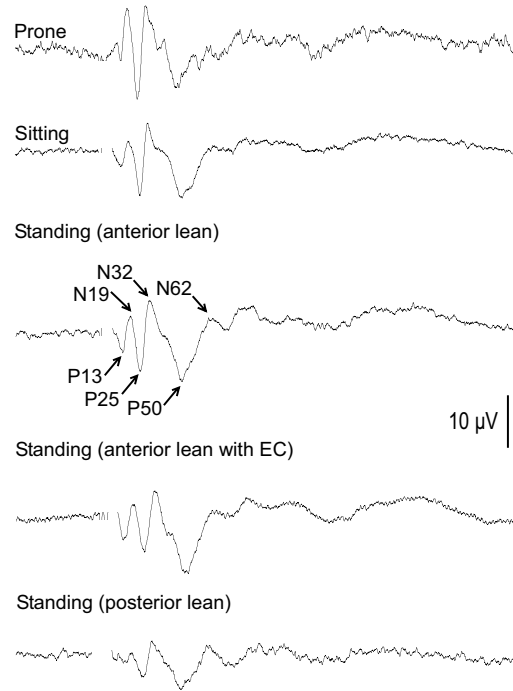 Prone
Sitting
Standing (anterior lean)
N32
N19
N62
P13
P25
P50
10 µV
Standing (anterior lean with EC)
Standing (posterior lean)